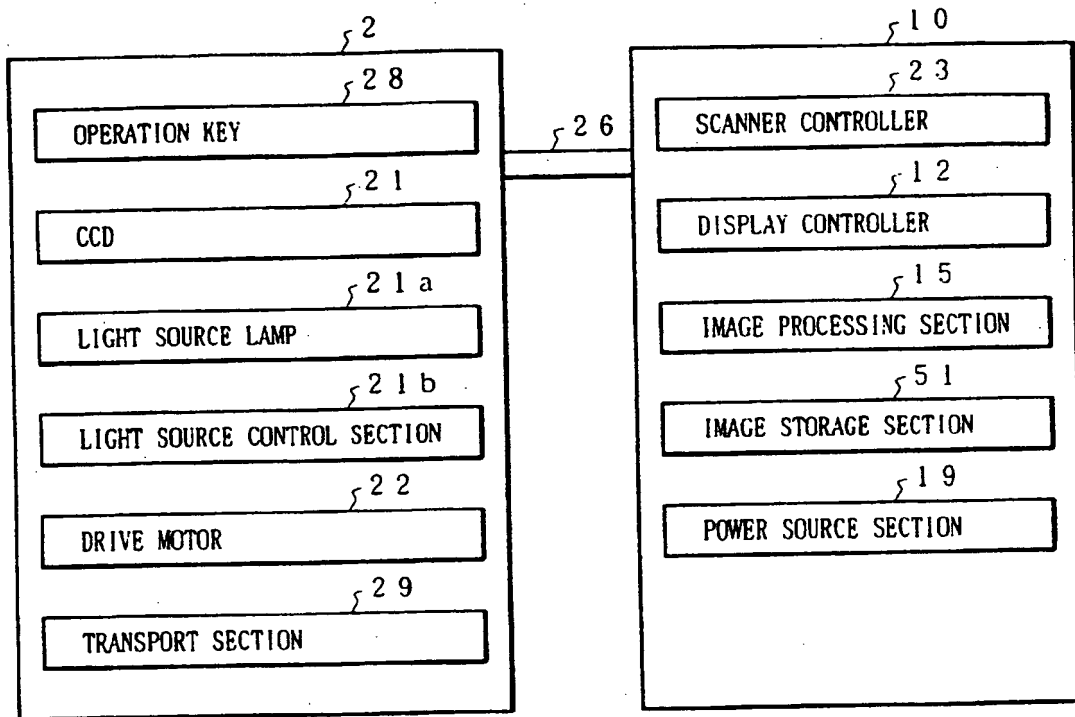 2
28
OPERATION KEY
21
CCD
21a
LIGHT SOURCE LAMP
21b
LIGHT SOURCE CONTROL SECTION
22
DRIVE MOTOR
29
TRANSPORT SECTION
26
10
23
SCANNER CONTROLLER
12
DISPLAY CONTROLLER
15
IMAGE PROCESSING SECTION
51
IMAGE STORAGE SECTION
19
POWER SOURCE SECTION